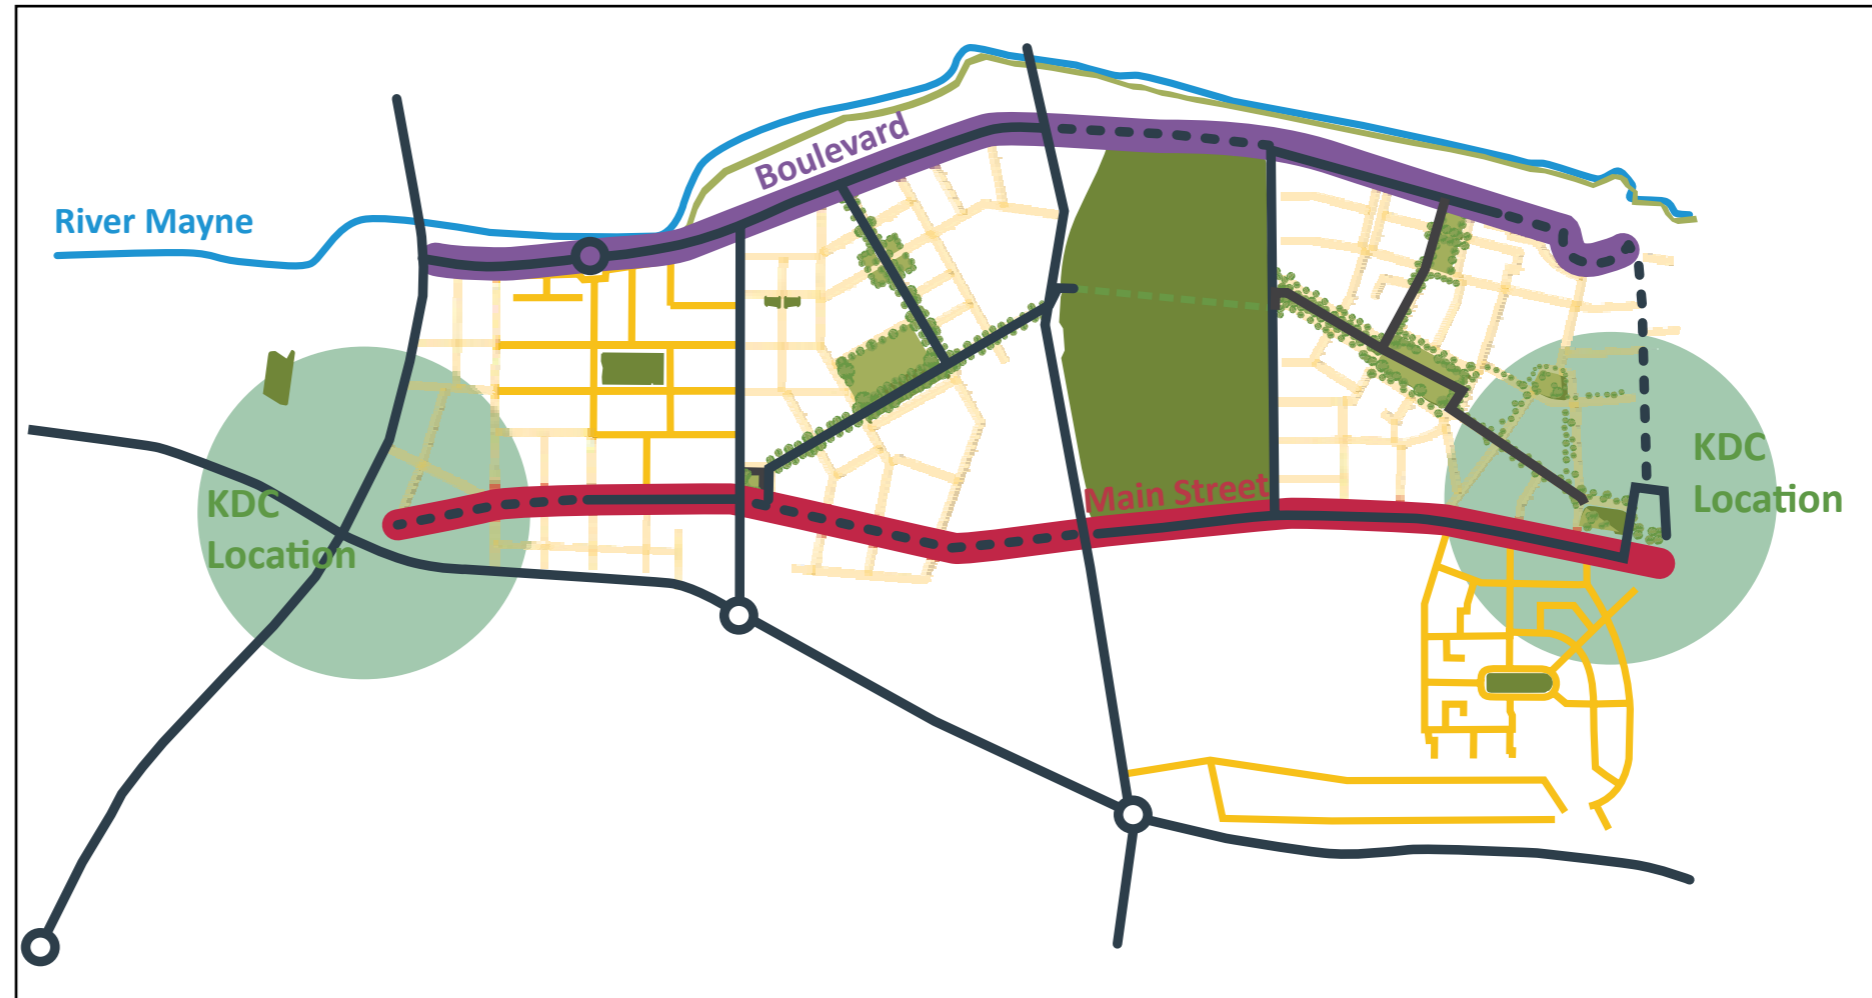 Boulevard
River Mayne
KDC
Location
Main Street
KDC
Location